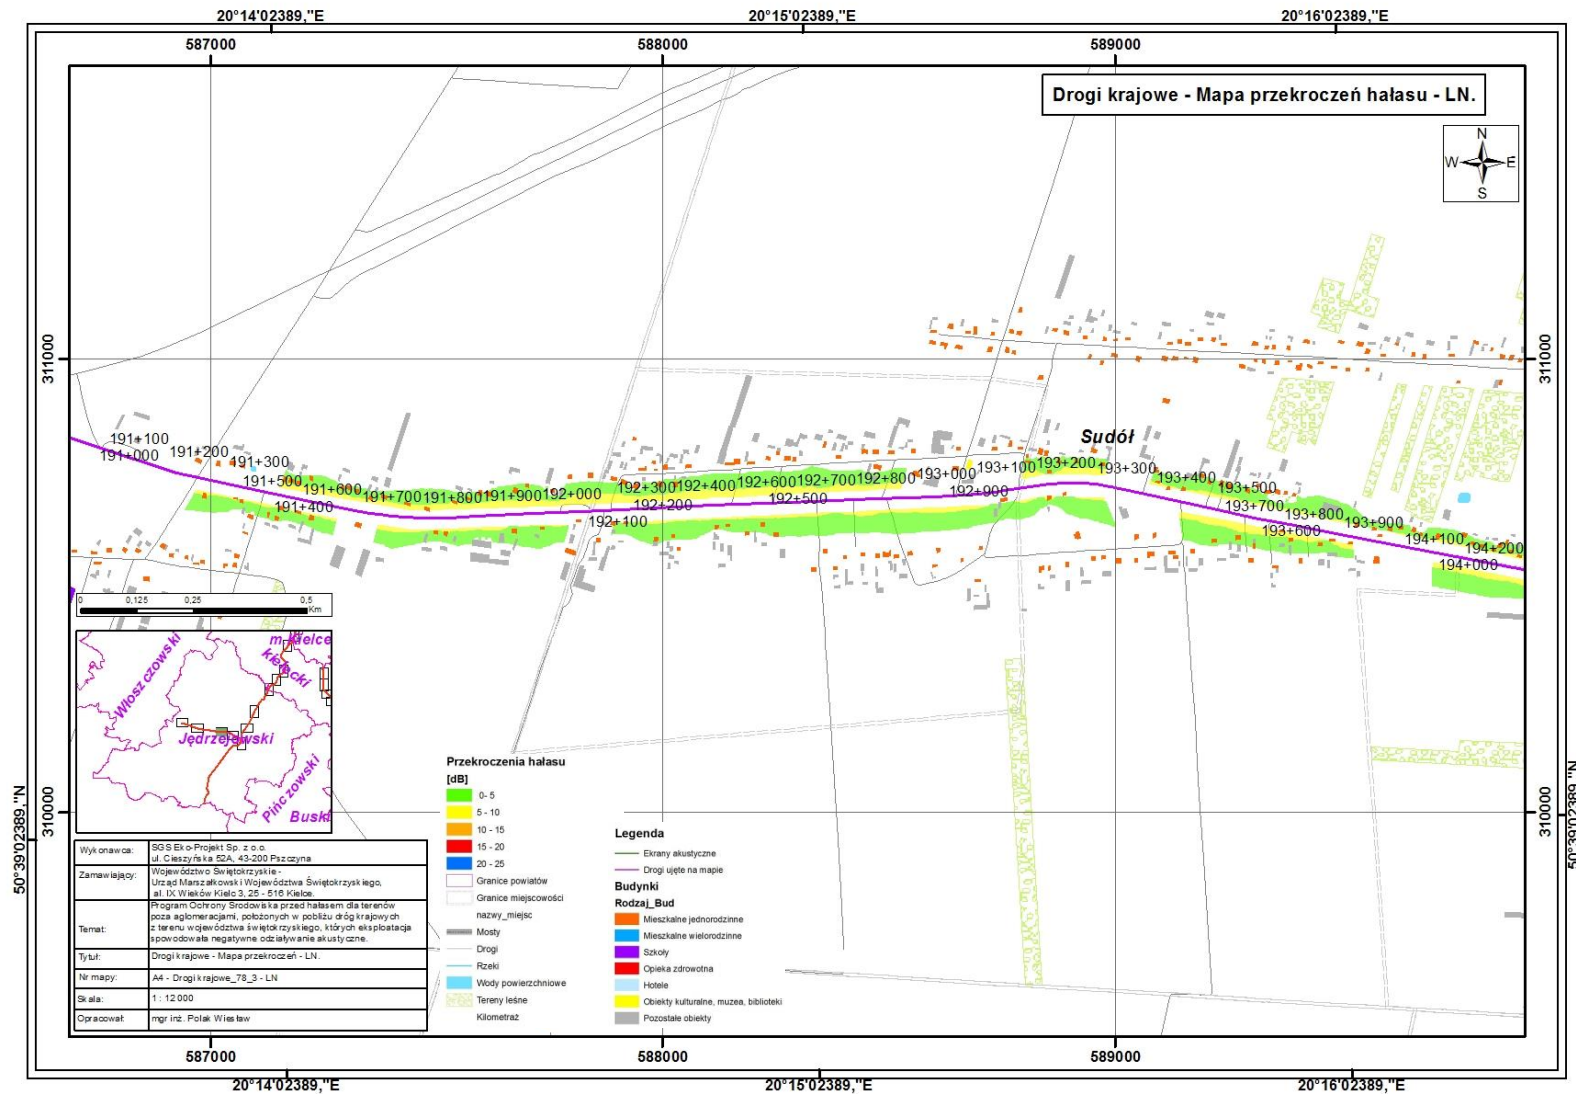 20°14'02389,"E 20°15'02389,"E 20°16'02389,"E
587000 588000 589000
Drogi krajowe - Mapa przekroczeń hałasu - LN.
N
W E
S
311000 311000
Sudół
191+100
191+000
191+200
191+300
191+500
191+400
191+600
191+700
191+800
191+900
192+000
192+100
192+300
192+200
192+400
192+600
192+500
192+700
192+800
193+000
192+900
193+100
193+200
193+300
193+400
193+500
193+700
193+600
193+800
193+900
194+100
194+000
194+200
0 0,125 0,25 0,5
Km
m. Kielce
kielecki
Włoszczowski
Jędrzejewski
Pińczowski
Buski
310000 310000
50°39'02389,"N 50°39'02389,"N
Wykonawca: SGS Eko-Projekt Sp. z o.o.
ul. Cieszyńska 52A, 43-200 Pszczyna
Zamawiający: Województwo Świętokrzyskie -
Urząd Marszałkowski Województwa Świętokrzyskiego,
al. IX Wieków Kielc 3, 25 - 516 Kielce.
Temat: Program Ochrony Środowiska przed hałasem dla terenów
poza aglomeracjami, położonych w pobliżu dróg krajowych
z terenu województwa świętokrzyskiego, których eksploatacja
spowodowała negatywne odziaływanie akustyczne.
Tytuł: Drogi krajowe - Mapa przekroczeń - LN.
Nr mapy: A4 - Drogi krajowe_78_3 - LN
Skala: 1 : 12 000
Opracował: mgr inż. Polak Wiesław
Przekroczenia hałasu
[dB]
0- 5
5 - 10
10 - 15
15 - 20
20 - 25
Granice powiatów
Granice miejscowości
nazwy_miejsc
Mosty
Drogi
Rzeki
Wody powierzchniowe
Tereny leśne
Kilometraż
Legenda
Ekrany akustyczne
Drogi ujęte na mapie
Budynki
Rodzaj_Bud
Mieszkalne jednorodzinne
Mieszkalne wielorodzinne
Szkoły
Opieka zdrowotna
Hotele
Obiekty kulturalne, muzea, biblioteki
Pozostałe obiekty
587000 588000 589000
20°14'02389,"E 20°15'02389,"E 20°16'02389,"E